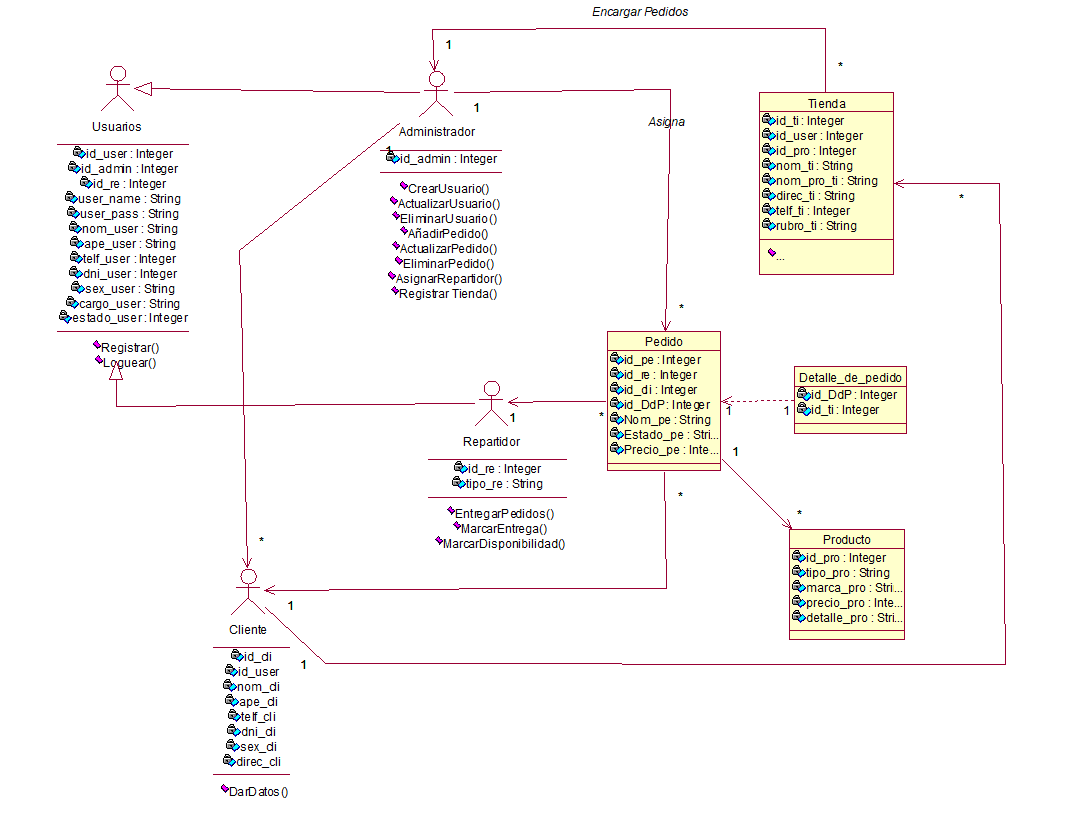 Encargar Pedidos
1
*
Usuarios
id_user : Integer
id_admin : Integer
id_re : Integer
user_name : String
user_pass : String
nom_user : String
ape_user : String
telf_user : Integer
dni_user : Integer
sex_user : String
cargo_user : String
estado_user : Integer
Registrar()
Loguear()
1
Administrador
1
id_admin : Integer
CrearUsuario()
ActualizarUsuario()
EliminarUsuario()
AñadirPedido()
ActualizarPedido()
EliminarPedido()
AsignarRepartidor()
Registrar Tienda()
Asigna
*
Tienda
id_ti : Integer
id_user : Integer
id_pro : Integer
nom_ti : String
nom_pro_ti : String
direc_ti : String
telf_ti : Integer
rubro_ti : String
...
*
Pedido
id_pe : Integer
id_re : Integer
id_di : Integer
id_DdP : Integer
Nom_pe : String
Estado_pe : Stri...
Precio_pe : Inte...
Detalle_de_pedido
id_DdP : Integer
id_ti : Integer
1
1
*
1
Repartidor
id_re : Integer
tipo_re : String
EntregarPedidos()
MarcarEntrega()
MarcarDisponibilidad()
1
*
*
Producto
id_pro : Integer
tipo_pro : String
marca_pro : Stri...
precio_pro : Inte...
detalle_pro : Stri...
*
1
Cliente
1
id_di
id_user
nom_di
ape_di
telf_cli
dni_di
sex_di
direc_cli
DarDatos()